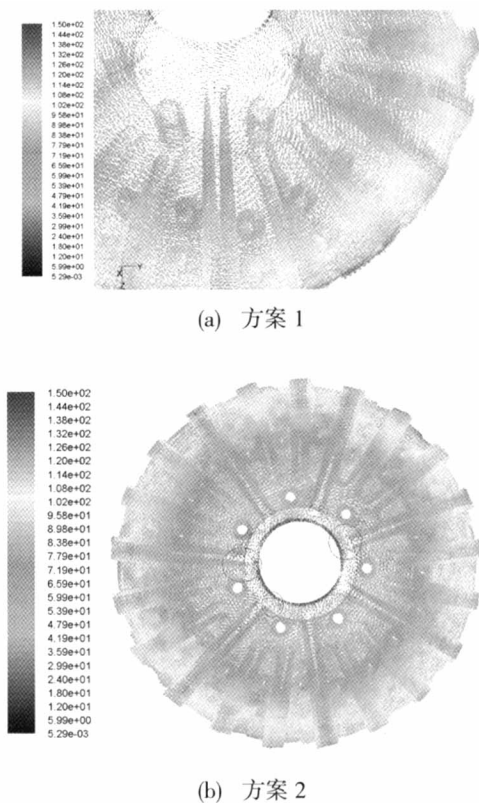 1.50e+02
1.44e+02
1.38e+02
1.32e+02
1.26e+02
1.20e+02
1.14e+02
1.08e+02
1.02e+02
9.58e+01
8.98e+01
8.38e+01
7.79e+01
7.19e+01
6.59e+01
5.99e+01
5.39e+01
4.79e+01
4.19e+01
3.59e+01
2.99e+01
2.40e+01
1.80e+01
1.20e+01
5.99e+00
5.29e-03
X Y
Z
(a) 方案 1
1.50e+02
1.44e+02
1.38e+02
1.32e+02
1.26e+02
1.20e+02
1.14e+02
1.08e+02
1.02e+02
9.58e+01
8.98e+01
8.38e+01
7.79e+01
7.19e+01
6.59e+01
5.99e+01
5.39e+01
4.79e+01
4.19e+01
3.59e+01
2.99e+01
2.40e+01
1.80e+01
1.20e+01
5.99e+00
5.29e-03
(b) 方案 2